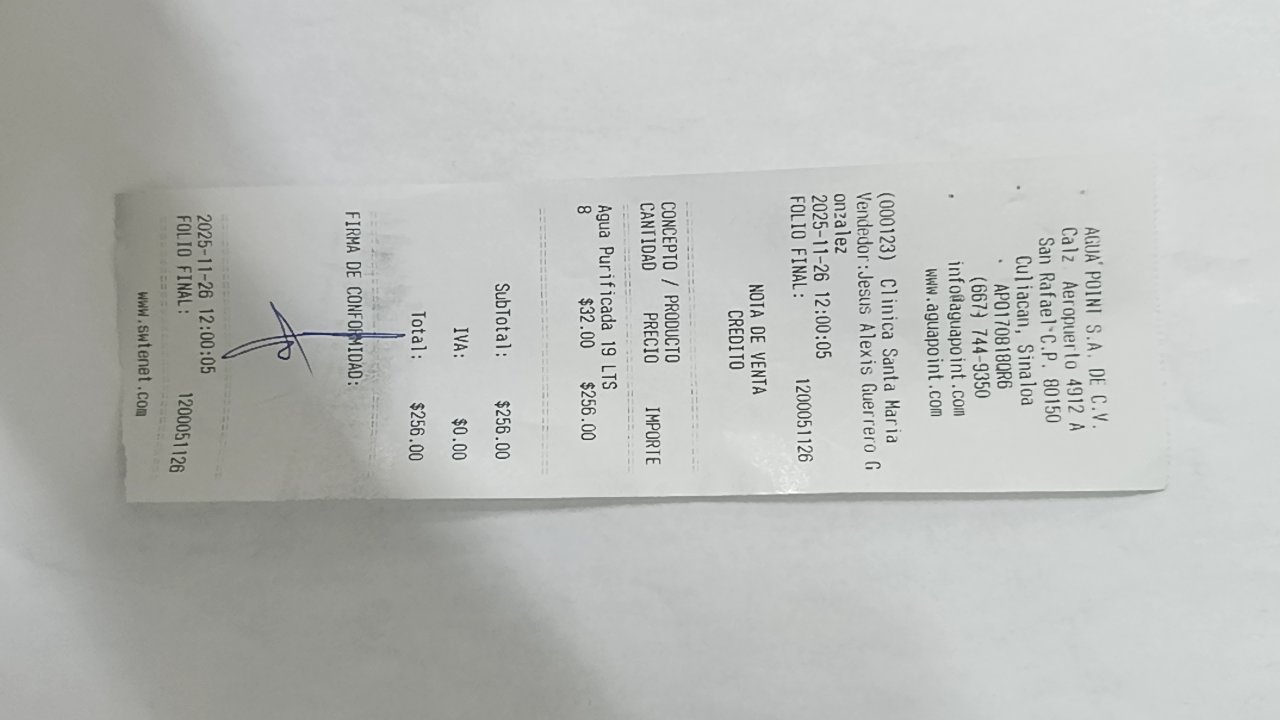 AGUA POINT S.A. DE C.V.
Calz. Aeropuerto 4912 A
San Rafael C.P. 80150
Culiacan, Sinaloa
APO170818QR6
(667) 744-9350
info@aguapoint.com
www.aguapoint.com
(000123) Clinica Santa Maria
Vendedor:Jesus Alexis Guerrero G
onzalez
2025-11-26 12:00:05
FOLIO FINAL: 1200051126
NOTA DE VENTA
CREDITO
CONCEPTO / PRODUCTO
CANTIDAD PRECIO IMPORTE
Agua Purificada 19 LTS
8 $32.00 $256.00
SubTotal: $256.00
IVA: $0.00
Total: $256.00
FIRMA DE CONFORMIDAD:
2025-11-26 12:00:05
FOLIO FINAL: 1200051126
www.swtenet.com